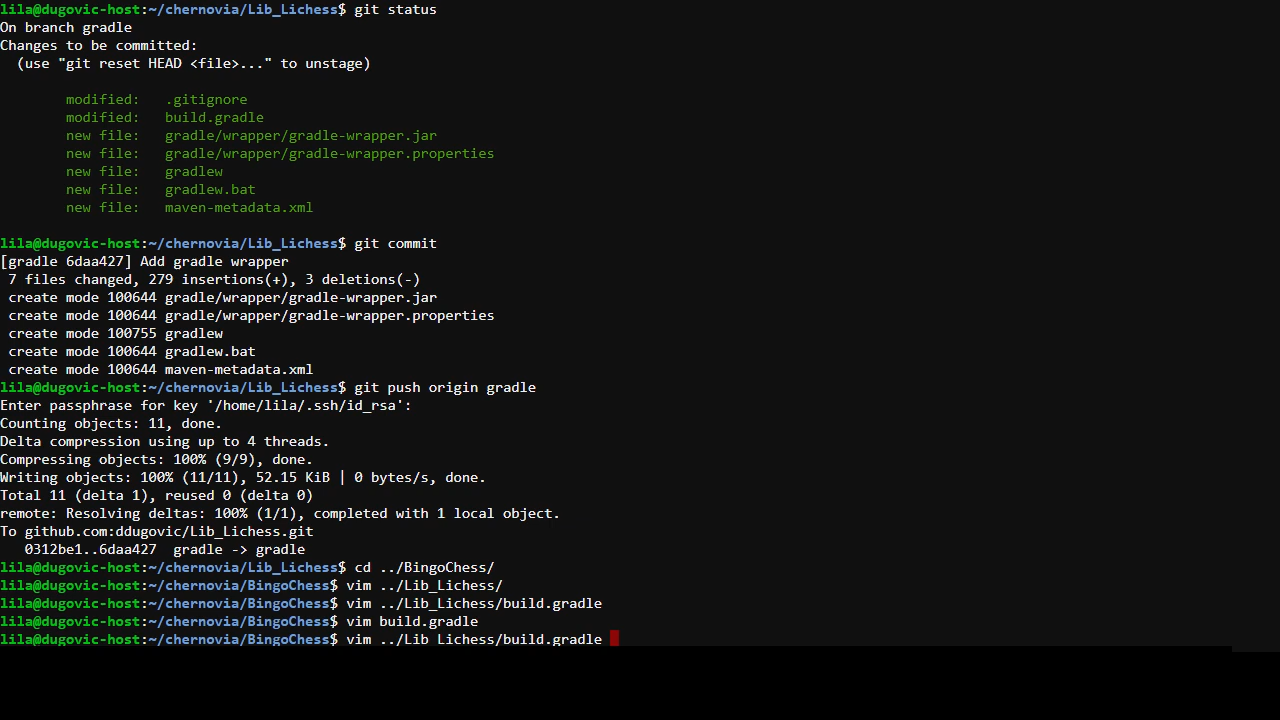 lila@dugovic-host:~/chernovia/Lib_Lichess$ git status
On branch gradle
Changes to be committed:
  (use "git reset HEAD <file>..." to unstage)
        modified:   .gitignore
        modified:   build.gradle
        new file:   gradle/wrapper/gradle-wrapper.jar
        new file:   gradle/wrapper/gradle-wrapper.properties
        new file:   gradlew
        new file:   gradlew.bat
        new file:   maven-metadata.xml
lila@dugovic-host:~/chernovia/Lib_Lichess$ git commit
[gradle 6daa427] Add gradle wrapper
 7 files changed, 279 insertions(+), 3 deletions(-)
 create mode 100644 gradle/wrapper/gradle-wrapper.jar
 create mode 100644 gradle/wrapper/gradle-wrapper.properties
 create mode 100755 gradlew
 create mode 100644 gradlew.bat
 create mode 100644 maven-metadata.xml
lila@dugovic-host:~/chernovia/Lib_Lichess$ git push origin gradle
Enter passphrase for key '/home/lila/.ssh/id_rsa':
Counting objects: 11, done.
Delta compression using up to 4 threads.
Compressing objects: 100% (9/9), done.
Writing objects: 100% (11/11), 52.15 KiB | 0 bytes/s, done.
Total 11 (delta 1), reused 0 (delta 0)
remote: Resolving deltas: 100% (1/1), completed with 1 local object.
To github.com:ddugovic/Lib_Lichess.git
   0312be1..6daa427  gradle -> gradle
lila@dugovic-host:~/chernovia/Lib_Lichess$ cd ../BingoChess/
lila@dugovic-host:~/chernovia/BingoChess$ vim ../Lib_Lichess/
lila@dugovic-host:~/chernovia/BingoChess$ vim ../Lib_Lichess/build.gradle
lila@dugovic-host:~/chernovia/BingoChess$ vim build.gradle
lila@dugovic-host:~/chernovia/BingoChess$ vim ../Lib Lichess/build.gradle